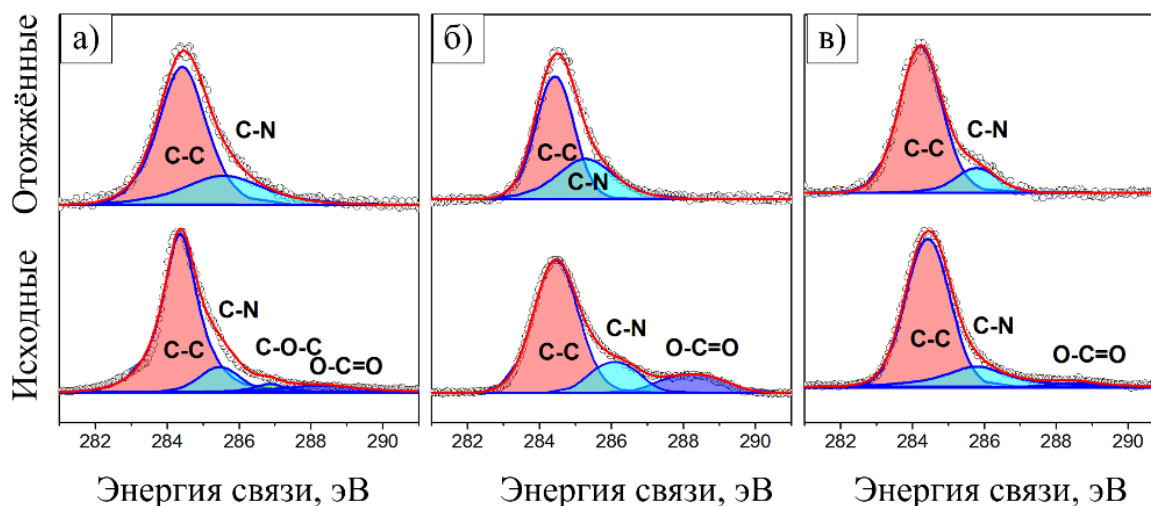 а)
б)
в)
Отожжённые
C-C
C-N
C-C
C-N
C-C
C-N
Исходные
C-C
C-N
C-O-C
O-C=O
C-C
C-N
O-C=O
C-C
C-N
O-C=O
282 284 286 288 290
282 284 286 288 290
282 284 286 288 290
Энергия связи, эВ
Энергия связи, эВ
Энергия связи, эВ